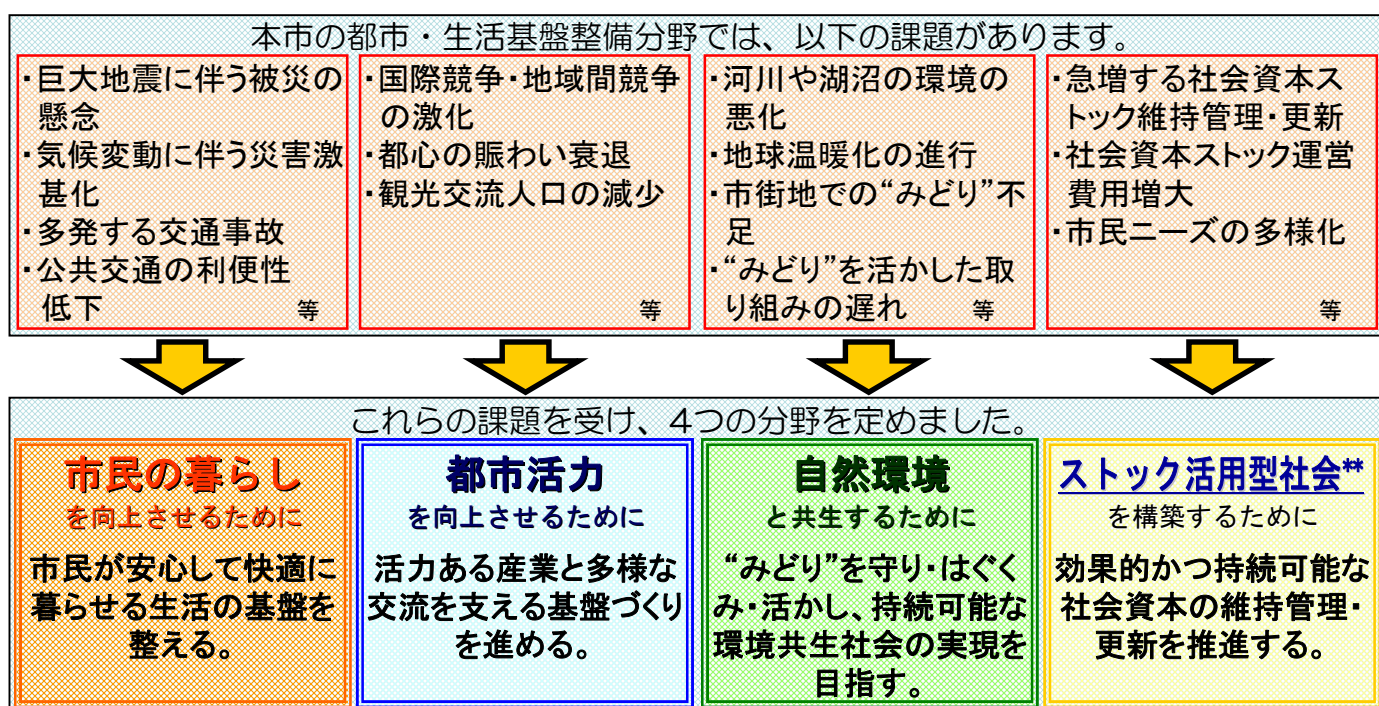 本市の都市・生活基盤整備分野では、以下の課題があります。
・巨大地震に伴う被災の
懸念
・気候変動に伴う災害激
甚化
・多発する交通事故
・公共交通の利便性
低下 等
・国際競争・地域間競争
の激化
・都心の賑わい衰退
・観光交流人口の減少
等
・河川や湖沼の環境の
悪化
・地球温暖化の進行
・市街地での“みどり”不
足
・“みどり”を活かした取
り組みの遅れ 等
・急増する社会資本ス
トック維持管理・更新
・社会資本ストック運営
費用増大
・市民ニーズの多様化
等
これらの課題を受け、4つの分野を定めました。
市民の暮らし
を向上させるために
市民が安心して快適に
暮らせる生活の基盤を
整える。
都市活力
を向上させるために
活力ある産業と多様な
交流を支える基盤づくり
を進める。
自然環境
と共生するために
“みどり”を守り・はぐく
み・活かし、持続可能な
環境共生社会の実現を
目指す。
ストック活用型社会**
を構築するために
効果的かつ持続可能な
社会資本の維持管理・
更新を推進する。